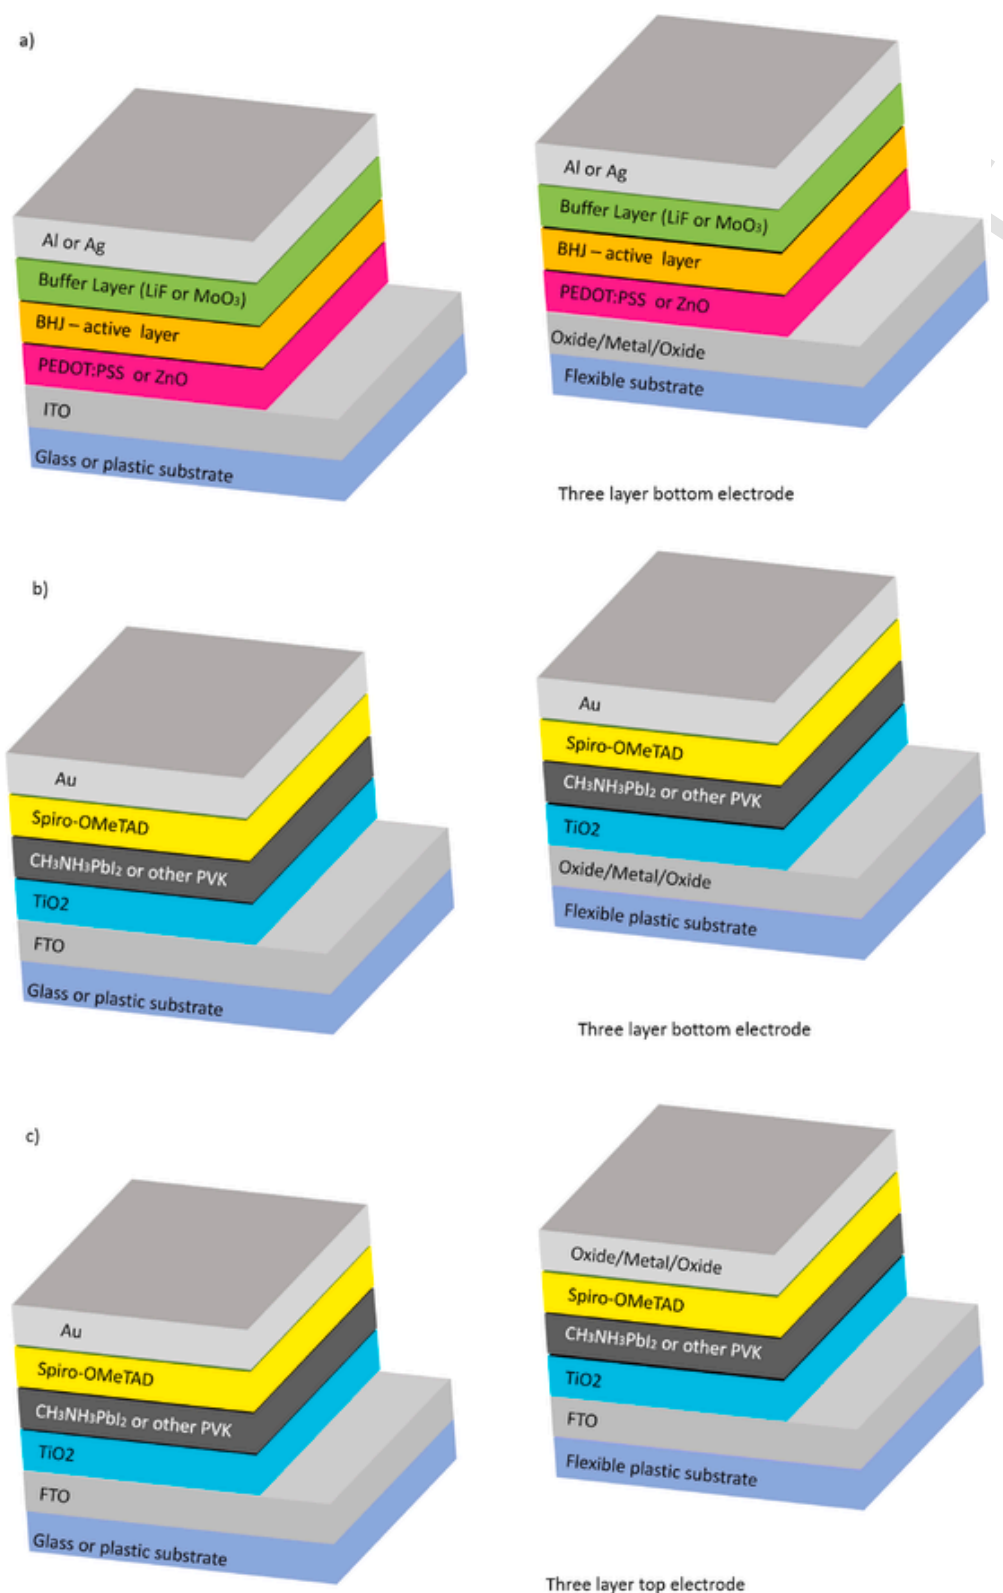 a)
Al or Ag
Buffer Layer (LiF or MoO₃)
BHJ – active layer
PEDOT:PSS or ZnO
ITO
Glass or plastic substrate
Al or Ag
Buffer Layer (LiF or MoO₃)
BHJ – active layer
PEDOT:PSS or ZnO
Oxide/Metal/Oxide
Flexible substrate
Three layer bottom electrode
b)
Au
Spiro-OMeTAD
CH₃NH₃PbI₂ or other PVK
TiO2
FTO
Glass or plastic substrate
Au
Spiro-OMeTAD
CH₃NH₃PbI₂ or other PVK
TiO2
Oxide/Metal/Oxide
Flexible plastic substrate
Three layer bottom electrode
c)
Au
Spiro-OMeTAD
CH₃NH₃PbI₂ or other PVK
TiO2
FTO
Glass or plastic substrate
Oxide/Metal/Oxide
Spiro-OMeTAD
CH₃NH₃PbI₂ or other PVK
TiO2
FTO
Flexible plastic substrate
Three layer top electrode